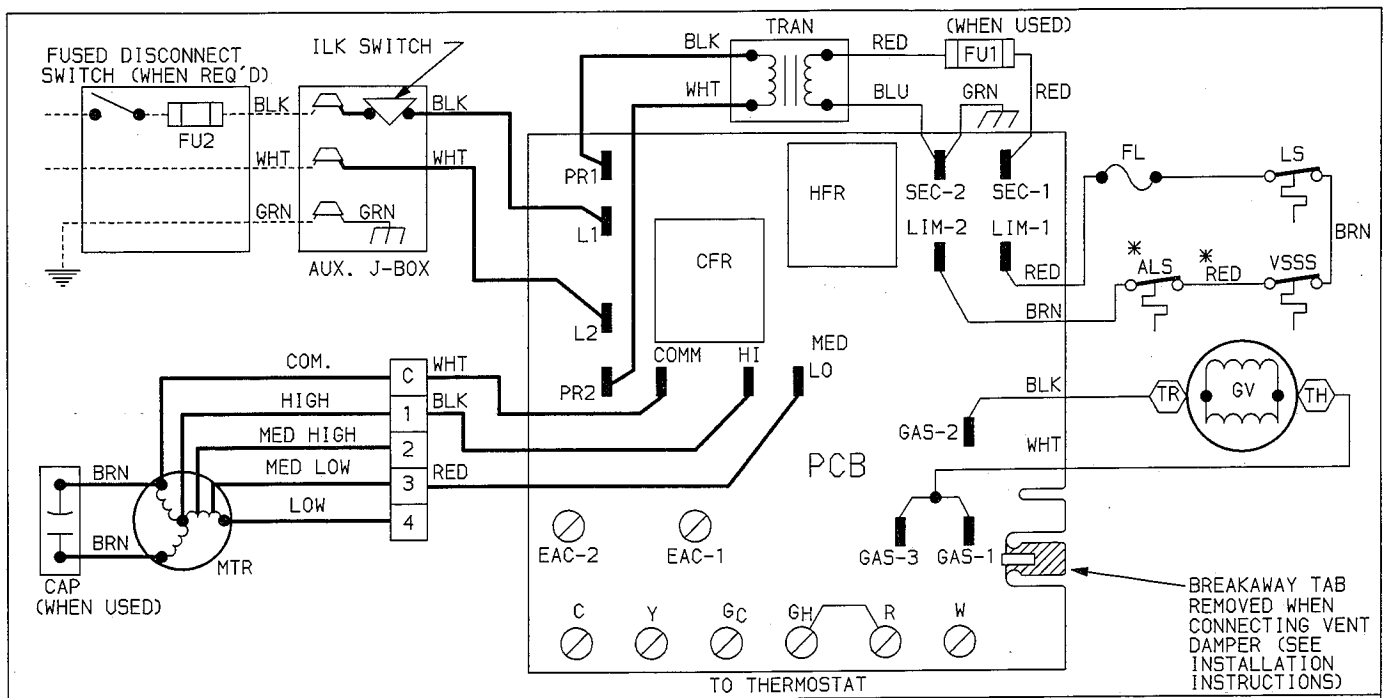 FUSED DISCONNECT
SWITCH (WHEN REQ'D)
ILK SWITCH
BLK
FU2
BLK
WHT
WHT
GRN
GRN
AUX. J-BOX
TRAN
BLK
WHT
RED
BLU
(WHEN USED)
FU1
GRN
RED
PR1
L1
L2
PR2
CFR
HFR
SEC-2
SEC-1
LIM-2
LIM-1
COMM
HI
MED
LO
FL
LS
BRN
RED
BRN
*
ALS
*
RED
VSSS
COM.
HIGH
MED HIGH
MED LOW
LOW
C
1
2
3
4
WHT
BLK
RED
BRN
BRN
CAP
(WHEN USED)
MTR
BLK
TR
GV
TH
WHT
GAS-2
PCB
GAS-3
GAS-1
EAC-2
EAC-1
C
Y
GC
GH
R
W
TO THERMOSTAT
BREAKAWAY TAB
REMOVED WHEN
CONNECTING VENT
DAMPER (SEE
INSTALLATION
INSTRUCTIONS)